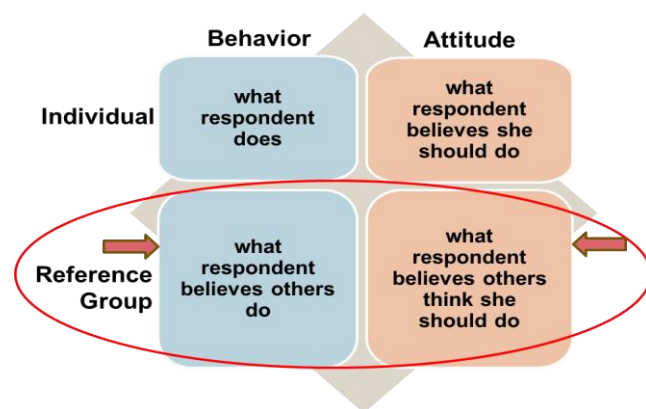 Behavior Attitude
Individual
what
respondent
does
what
respondent
believes she
should do
Reference
Group
what
respondent
believes others
do
what
respondent
believes others
think she
should do